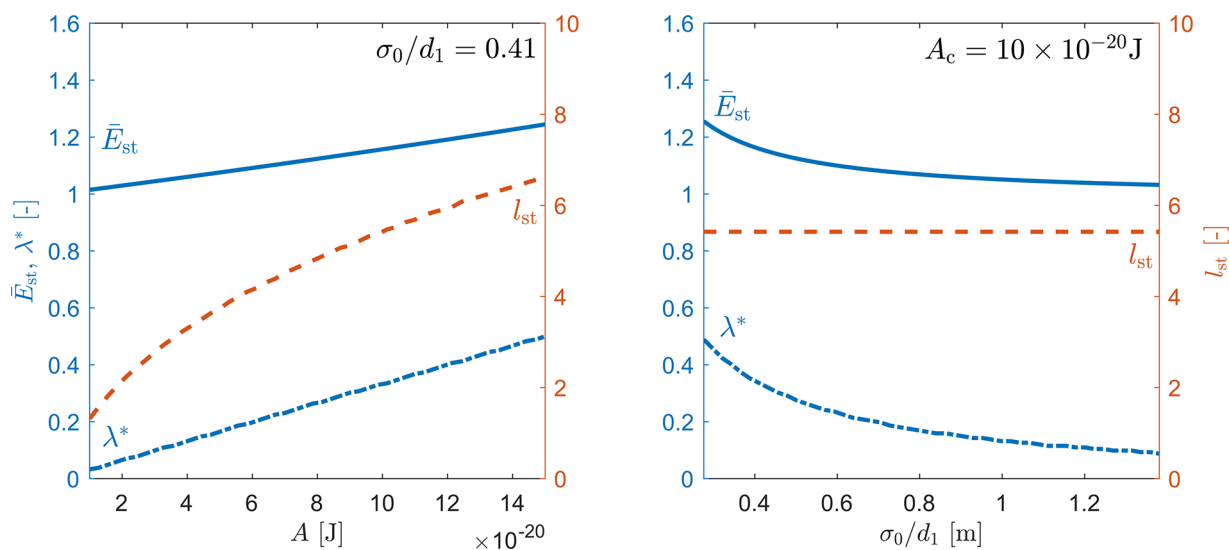 σ₀/d₁ = 0.41
Ē_st
l_st
λ*
Ē_st, λ* [-]
1.6
1.4
1.2
1
0.8
0.6
0.4
0.2
0
10
8
6
4
2
0
2 4 6 8 10 12 14
×10⁻²⁰
A [J]
A_c = 10 × 10⁻²⁰J
Ē_st
l_st
λ*
1.6
1.4
1.2
1
0.8
0.6
0.4
0.2
0
10
8
6
4
2
0
l_st [-]
0.4 0.6 0.8 1 1.2
σ₀/d₁ [m]